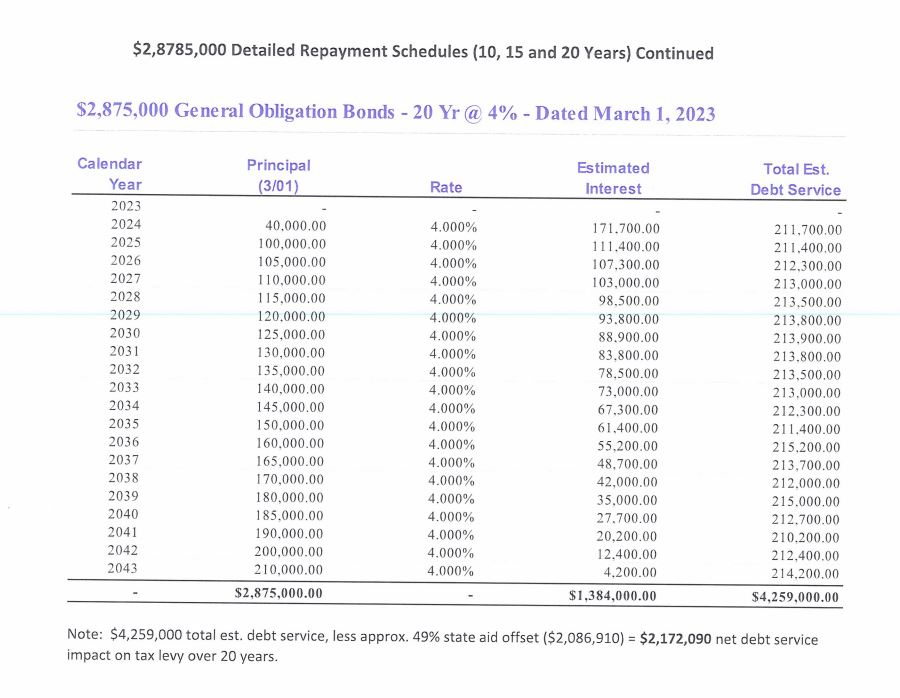 $2,8785,000 Detailed Repayment Schedules (10, 15 and 20 Years) Continued
$2,875,000 General Obligation Bonds - 20 Yr @ 4% - Dated March 1, 2023
Calendar Year Principal (3/01) Rate Estimated Interest Total Est. Debt Service
2023 - - - -
2024 40,000.00 4.000% 171,700.00 211,700.00
2025 100,000.00 4.000% 111,400.00 211,400.00
2026 105,000.00 4.000% 107,300.00 212,300.00
2027 110,000.00 4.000% 103,000.00 213,000.00
2028 115,000.00 4.000% 98,500.00 213,500.00
2029 120,000.00 4.000% 93,800.00 213,800.00
2030 125,000.00 4.000% 88,900.00 213,900.00
2031 130,000.00 4.000% 83,800.00 213,800.00
2032 135,000.00 4.000% 78,500.00 213,500.00
2033 140,000.00 4.000% 73,000.00 213,000.00
2034 145,000.00 4.000% 67,300.00 212,300.00
2035 150,000.00 4.000% 61,400.00 211,400.00
2036 160,000.00 4.000% 55,200.00 215,200.00
2037 165,000.00 4.000% 48,700.00 213,700.00
2038 170,000.00 4.000% 42,000.00 212,000.00
2039 180,000.00 4.000% 35,000.00 215,000.00
2040 185,000.00 4.000% 27,700.00 212,700.00
2041 190,000.00 4.000% 20,200.00 210,200.00
2042 200,000.00 4.000% 12,400.00 212,400.00
2043 210,000.00 4.000% 4,200.00 214,200.00
- $2,875,000.00 - $1,384,000.00 $4,259,000.00
Note: $4,259,000 total est. debt service, less approx. 49% state aid offset ($2,086,910) = $2,172,090 net debt service
impact on tax levy over 20 years.